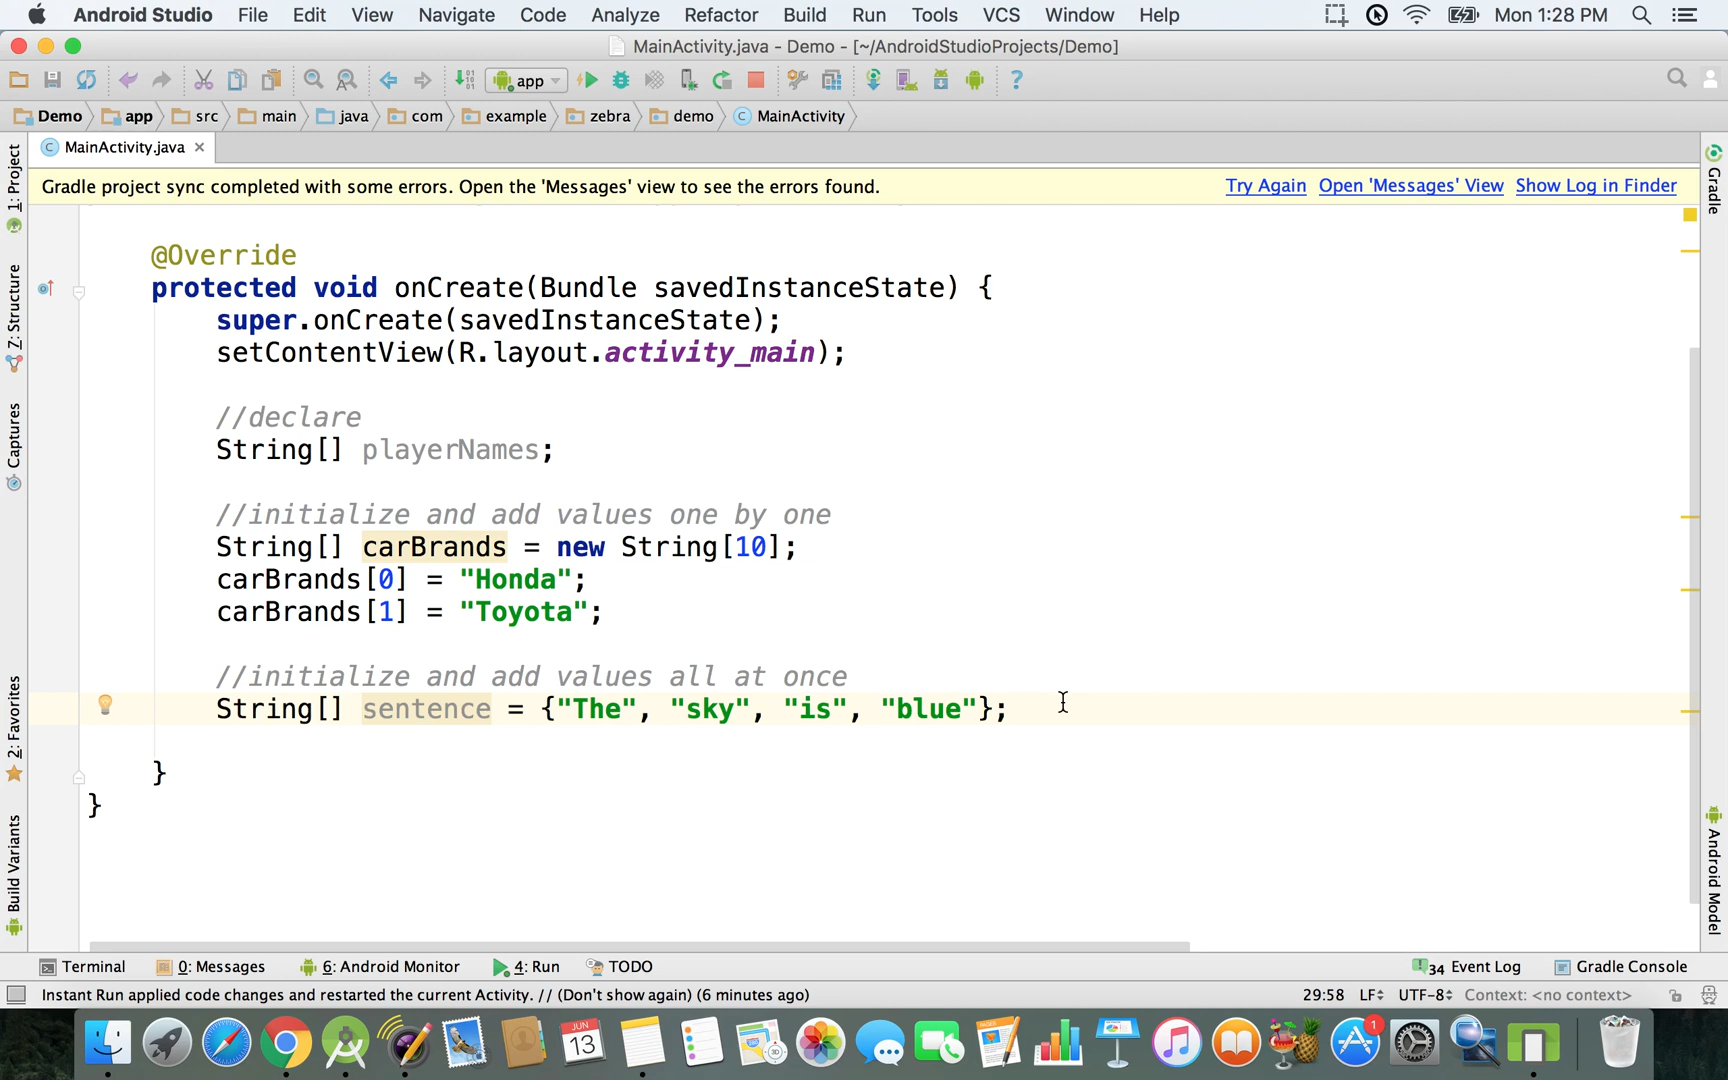 Android Studio File Edit View Navigate Code Analyze Refactor Build Run Tools VCS Window Help Mon 1:28 PM
MainActivity.java - Demo - [~/AndroidStudioProjects/Demo]
app
Demo app src main java com example zebra demo MainActivity
MainActivity.java
Gradle project sync completed with some errors. Open the 'Messages' view to see the errors found. Try Again Open 'Messages' View Show Log in Finder
1: Project
Z: Structure
Captures
2: Favorites
Build Variants
Gradle
Android Model
@Override
protected void onCreate(Bundle savedInstanceState) {
super.onCreate(savedInstanceState);
setContentView(R.layout.activity_main);
//declare
String[] playerNames;
//initialize and add values one by one
String[] carBrands = new String[10];
carBrands[0] = "Honda";
carBrands[1] = "Toyota";
//initialize and add values all at once
String[] sentence = {"The", "sky", "is", "blue"};
}
}
Terminal 0: Messages 6: Android Monitor 4: Run TODO 34 Event Log Gradle Console
Instant Run applied code changes and restarted the current Activity. // (Don't show again) (6 minutes ago) 29:58 LF UTF-8 Context: <no context>
JUN
13
1